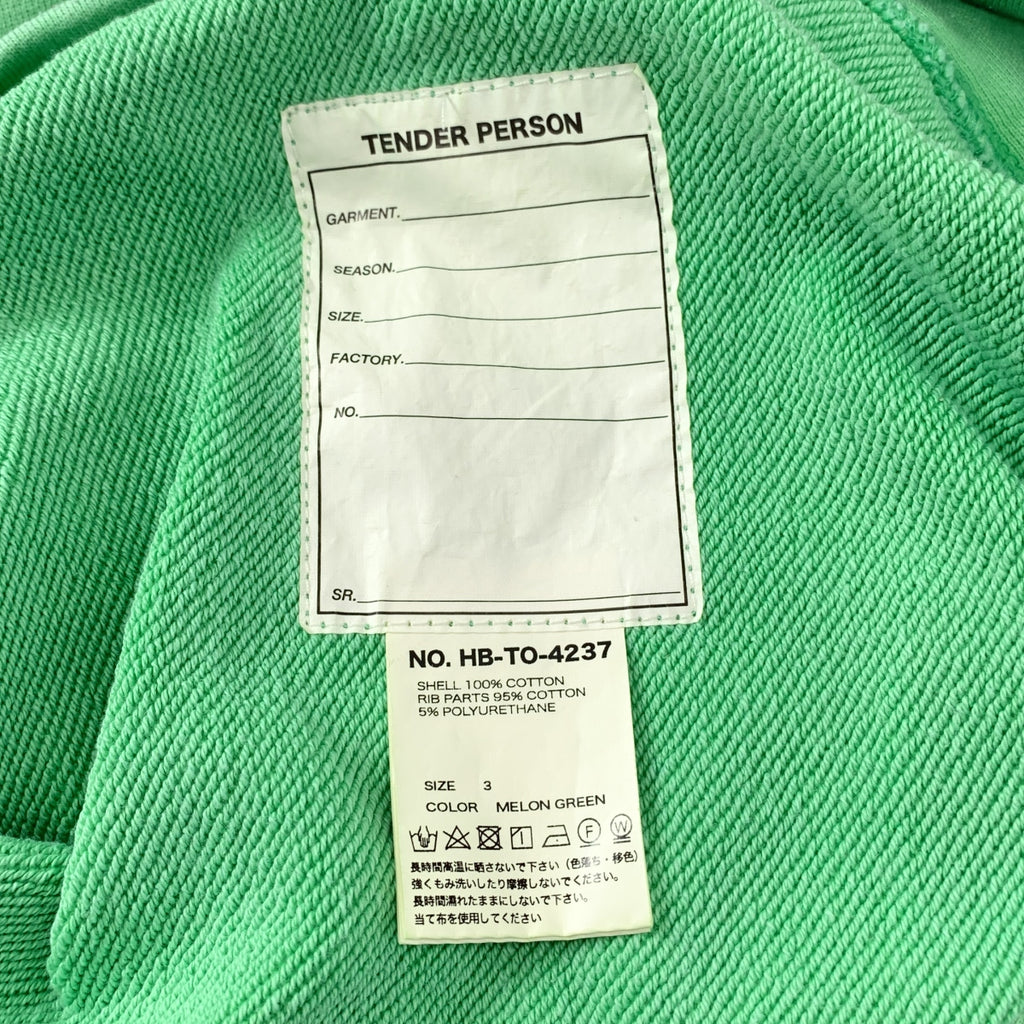 TENDER PERSON
GARMENT.
SEASON.
SIZE.
FACTORY.
NO.
SR.
NO. HB-TO-4237
SHELL 100% COTTON
RIB PARTS 95% COTTON
5% POLYURETHANE
SIZE 3
COLOR MELON GREEN
F W
長時間高温に晒さないで下さい（色落ち・移色）
強くもみ洗いしたり摩擦しないでください。
長時間濡れたままにしないで下さい。
当て布を使用してください